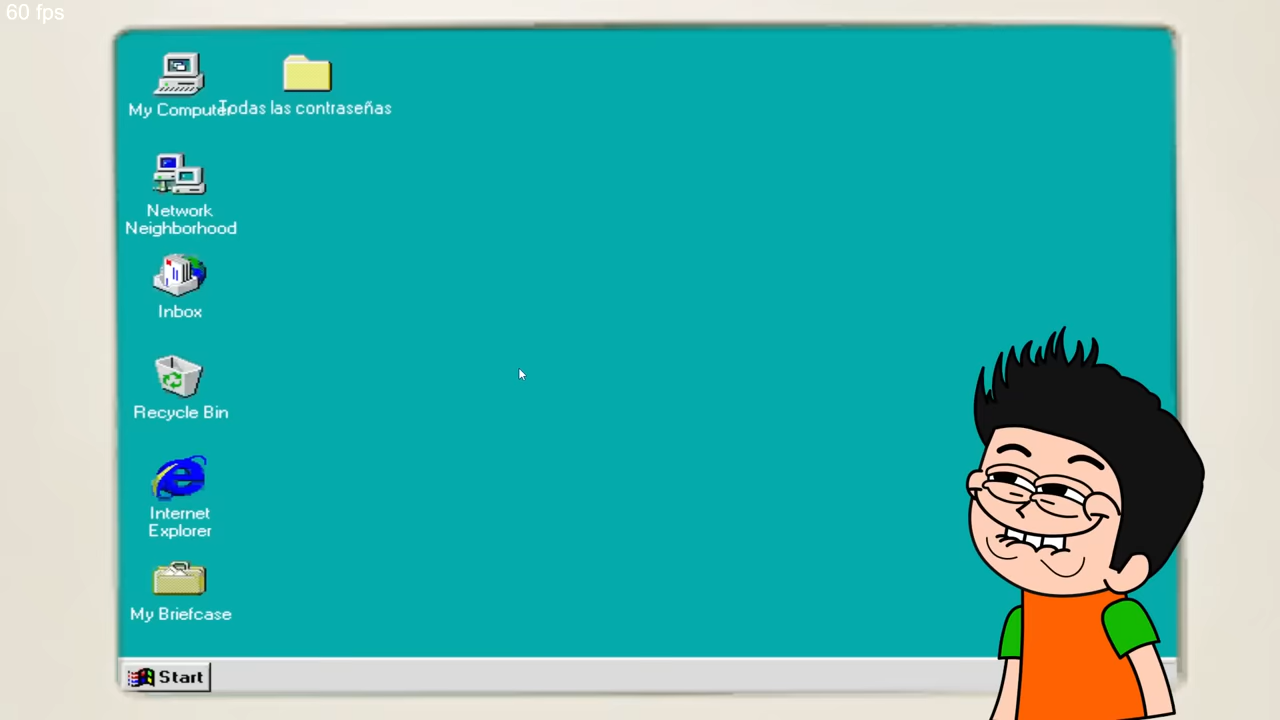 60 fps
My Computer
Todas las contraseñas
Network
Neighborhood
Inbox
Recycle Bin
Internet
Explorer
My Briefcase
Start